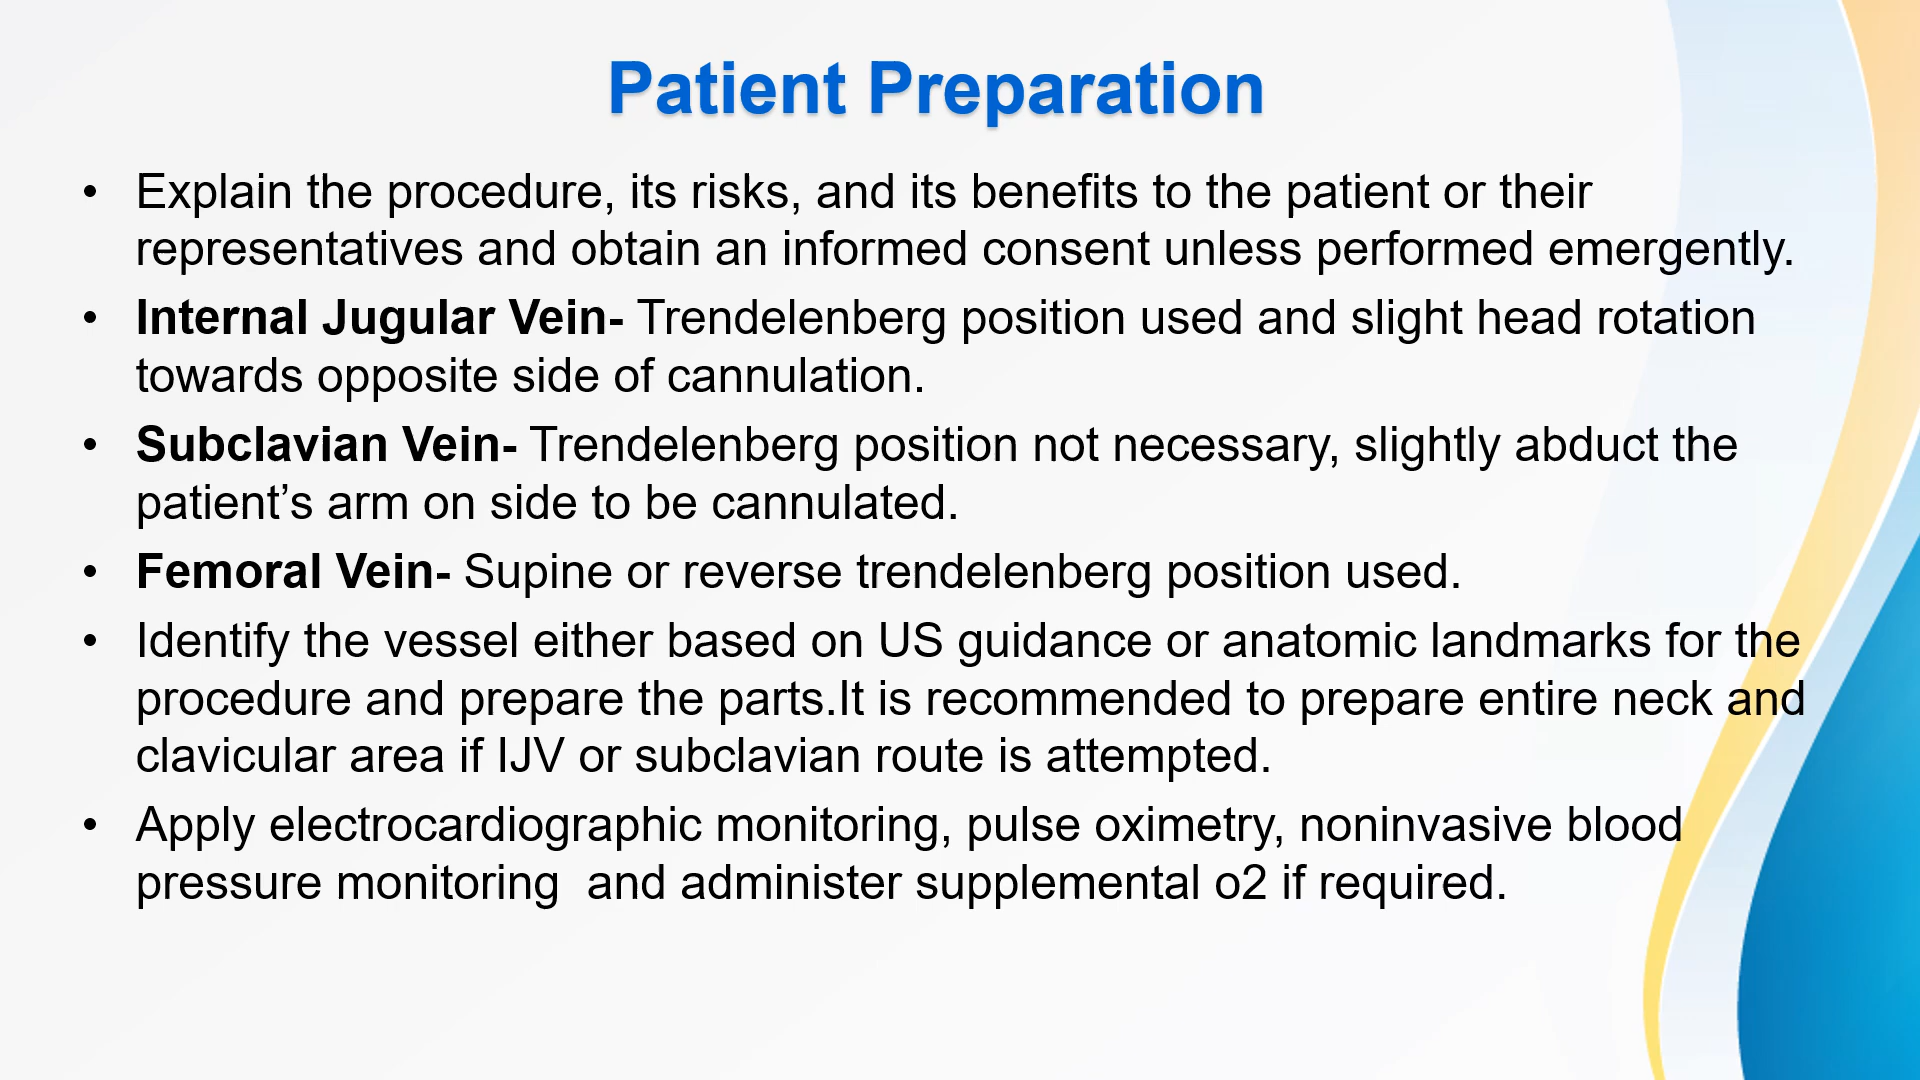 Patient Preparation
• Explain the procedure, its risks, and its benefits to the patient or their
representatives and obtain an informed consent unless performed emergently.
• Internal Jugular Vein- Trendelenberg position used and slight head rotation
towards opposite side of cannulation.
• Subclavian Vein- Trendelenberg position not necessary, slightly abduct the
patient’s arm on side to be cannulated.
• Femoral Vein- Supine or reverse trendelenberg position used.
• Identify the vessel either based on US guidance or anatomic landmarks for the
procedure and prepare the parts.It is recommended to prepare entire neck and
clavicular area if IJV or subclavian route is attempted.
• Apply electrocardiographic monitoring, pulse oximetry, noninvasive blood
pressure monitoring  and administer supplemental o2 if required.